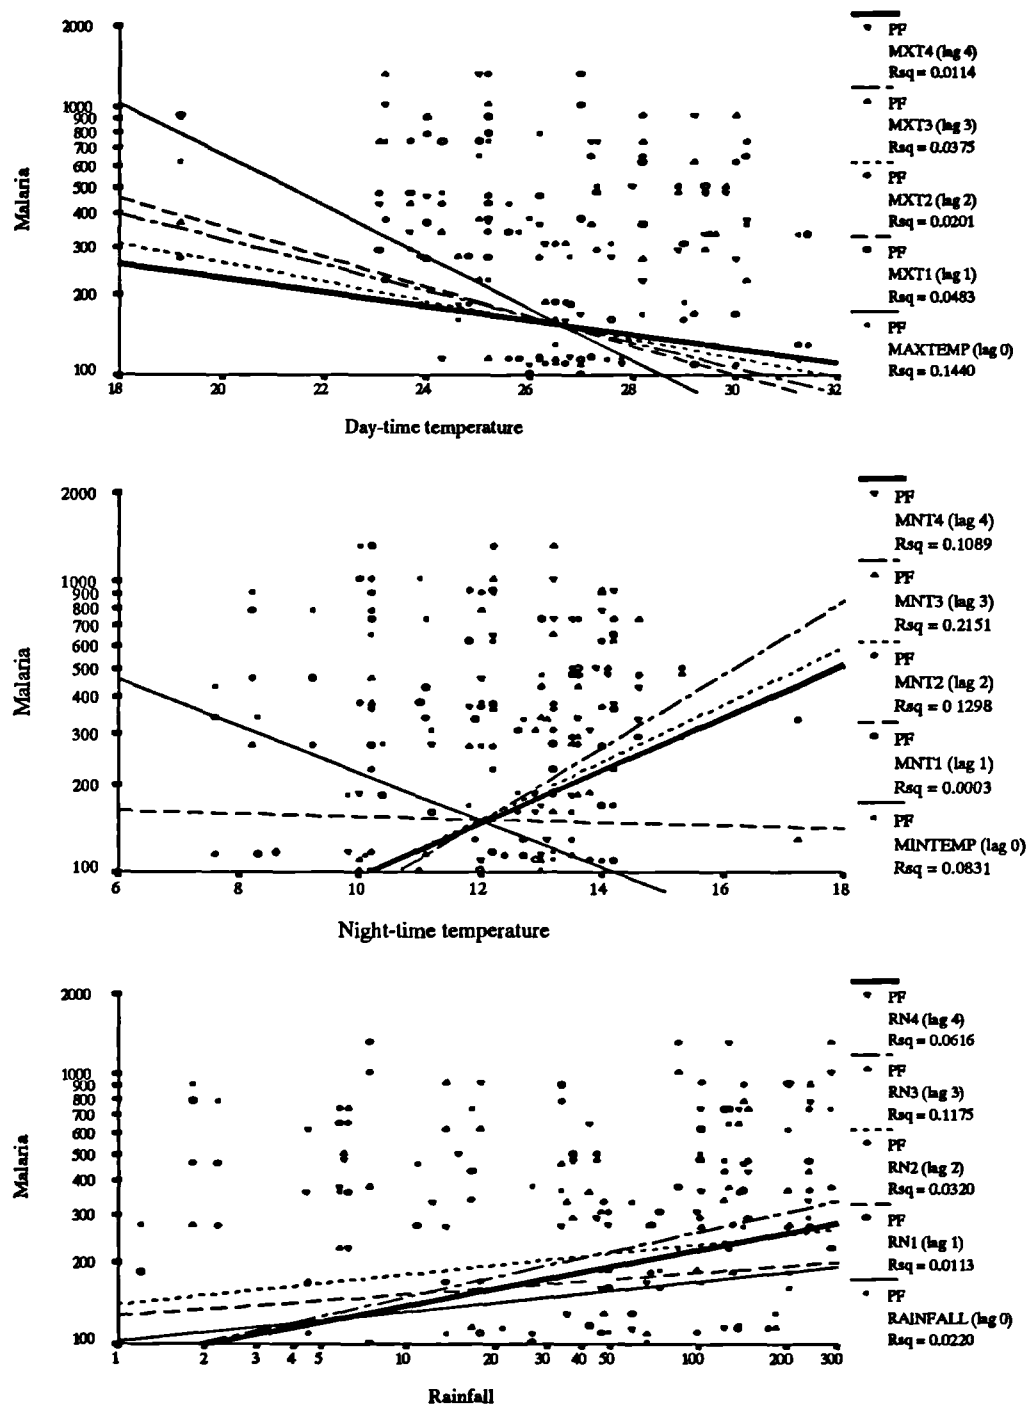 2000
1000
900
800
700
600
500
400
300
200
100
Malaria
18 20 22 24 26 28 30 32
Day-time temperature
PF
MXT4 (lag 4)
Rsq = 0.0114
PF
MXT3 (lag 3)
Rsq = 0.0375
PF
MXT2 (lag 2)
Rsq = 0.0201
PF
MXT1 (lag 1)
Rsq = 0.0483
PF
MAXTEMP (lag 0)
Rsq = 0.1440
2000
1000
900
800
700
600
500
400
300
200
100
Malaria
6 8 10 12 14 16 18
Night-time temperature
PF
MNT4 (lag 4)
Rsq = 0.1089
PF
MNT3 (lag 3)
Rsq = 0.2151
PF
MNT2 (lag 2)
Rsq = 0 1298
PF
MNT1 (lag 1)
Rsq = 0.0003
PF
MINTEMP (lag 0)
Rsq = 0.0831
2000
1000
900
800
700
600
500
400
300
200
100
Malaria
1 2 3 4 5 10 20 30 40 50 100 200 300
Rainfall
PF
RN4 (lag 4)
Rsq = 0.0616
PF
RN3 (lag 3)
Rsq = 0.1175
PF
RN2 (lag 2)
Rsq = 0.0320
PF
RN1 (lag 1)
Rsq = 0.0113
PF
RAINFALL (lag 0)
Rsq = 0.0220